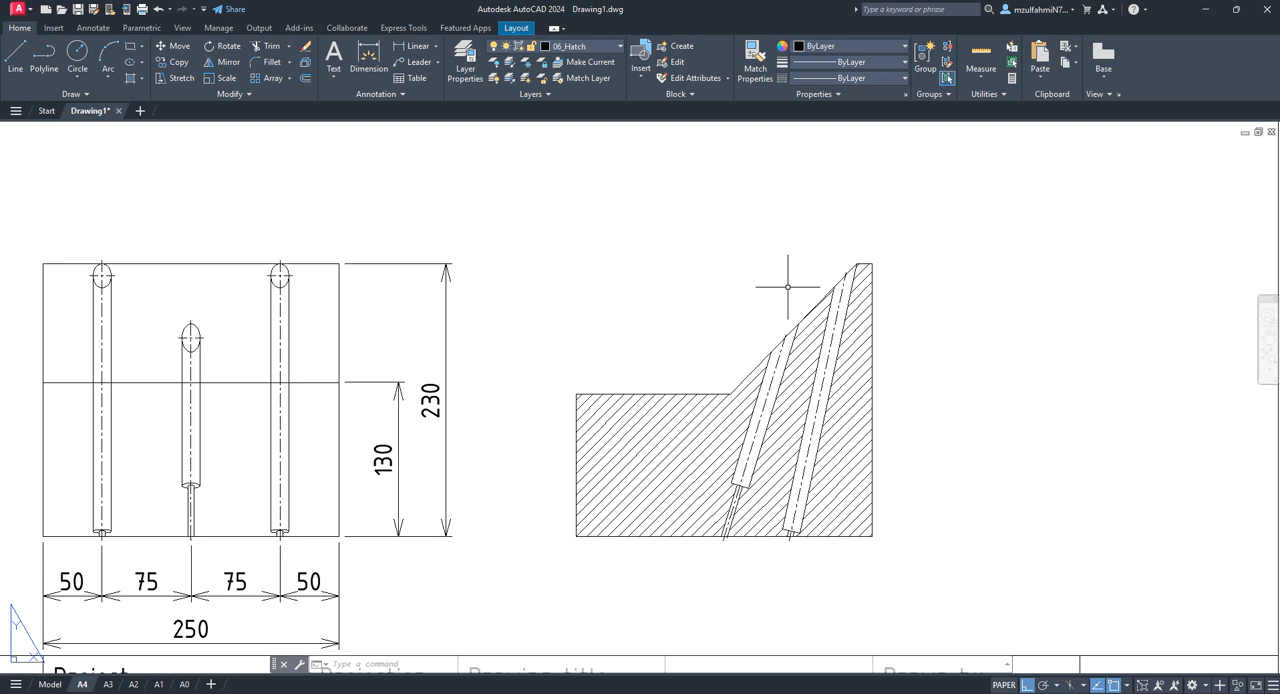 A Share Autodesk AutoCAD 2024 Drawing1.dwg Type a keyword or phrase mzulfahmiN7...
Home Insert Annotate Parametric View Manage Output Add-ins Collaborate Express Tools Featured Apps Layout
Line Polyline Circle Arc Move Rotate Trim Text Dimension Linear Layer Properties 06_Hatch Insert Create Match Properties ByLayer Group Measure Paste Base
Copy Mirror Fillet Leader Make Current Edit ByLayer
Stretch Scale Array Table Match Layer Edit Attributes ByLayer
Draw Modify Annotation Layers Block Properties Groups Utilities Clipboard View
Start Drawing1*
230
130
50 75 75 50
250
Y
X
Type a command
Model A4 A3 A2 A1 A0 PAPER